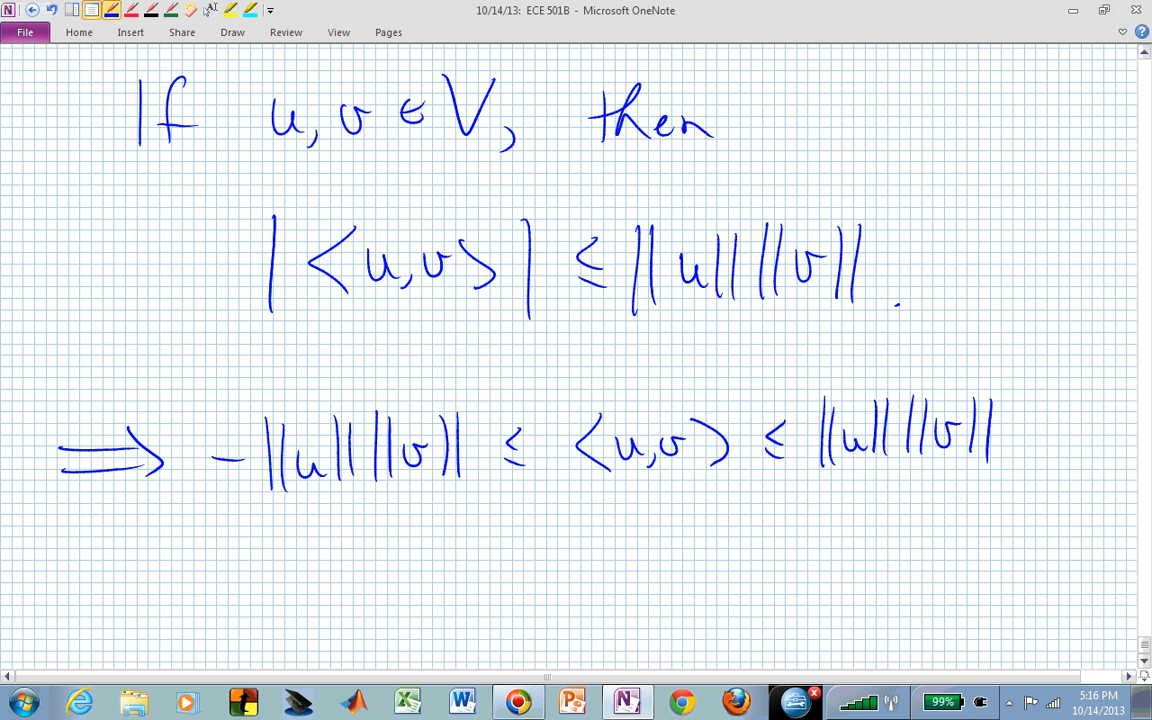 10/14/13: ECE 501B - Microsoft OneNote
File Home Insert Share Draw Review View Pages
If u, v ∈ V, then
|<u,v>| ≤ ||u|| ||v||.
⟹ -||u|| ||v|| ≤ <u,v> ≤ ||u|| ||v||
99%
5:16 PM
10/14/2013